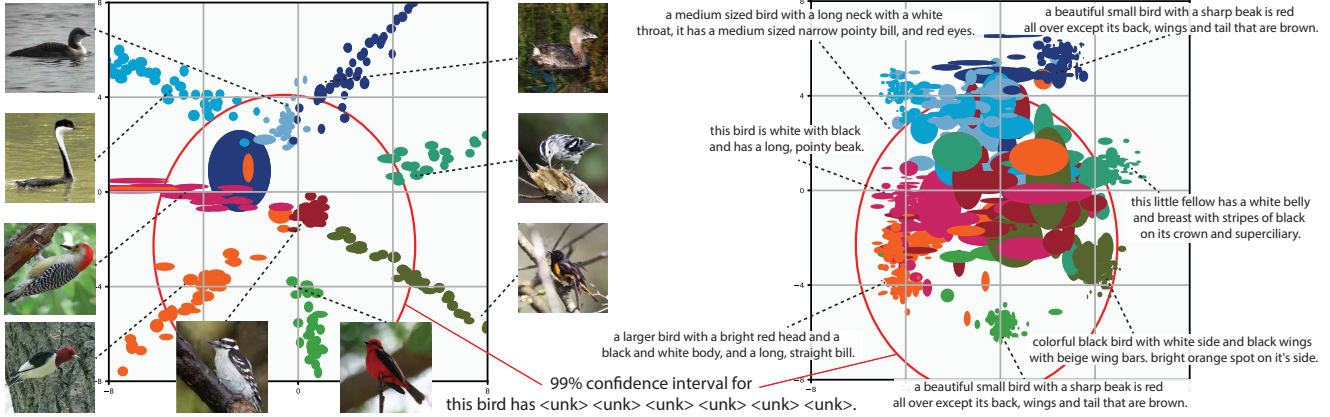 8
4
0
−4
−8
−8
0
8
99% confidence interval for
this bird has <unk> <unk> <unk> <unk> <unk> <unk>.
a medium sized bird with a long neck with a white
throat, it has a medium sized narrow pointy bill, and red eyes.
a beautiful small bird with a sharp beak is red
all over except its back, wings and tail that are brown.
8
4
this bird is white with black
and has a long, pointy beak.
0
this little fellow has a white belly
and breast with stripes of black
on its crown and superciliary.
−4
a larger bird with a bright red head and a
black and white body, and a long, straight bill.
colorful black bird with white side and black wings
with beige wing bars. bright orange spot on it's side.
−8
−8
a beautiful small bird with a sharp beak is red
all over except its back, wings and tail that are brown.